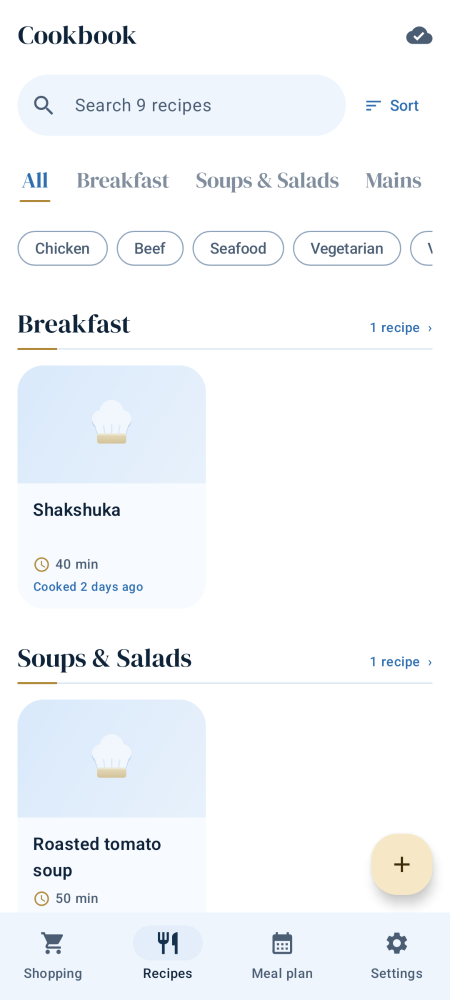 Cookbook
Search 9 recipes
Sort
All Breakfast Soups & Salads Mains
Chicken Beef Seafood Vegetarian
Breakfast
1 recipe ›
Shakshuka
40 min
Cooked 2 days ago
Soups & Salads
1 recipe ›
Roasted tomato
soup
50 min
+
Shopping Recipes Meal plan Settings